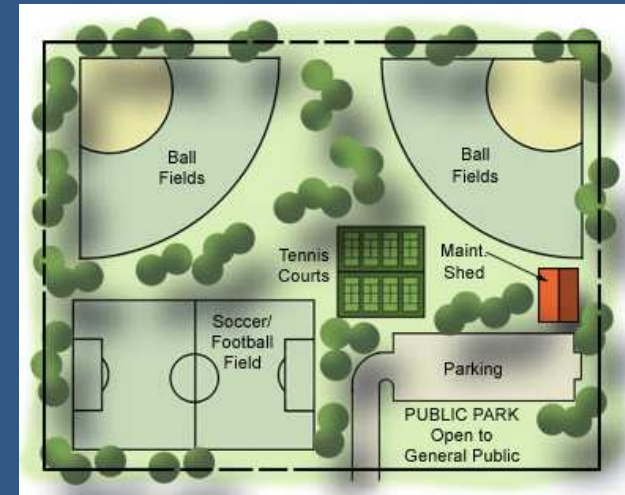 Ball
Fields
Ball
Fields
Tennis
Courts
Maint.
Shed
Soccer/
Football
Field
Parking
PUBLIC PARK
Open to
General Public